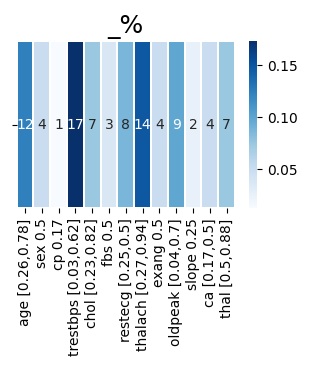 _%
12 4 1 17 7 3 8 14 4 9 2 4 7
0.15
0.10
0.05
age [0.26,0.78]
sex 0.5
cp 0.17
trestbps [0.03,0.62]
chol [0.23,0.82]
fbs 0.5
restecg [0.25,0.5]
thalach [0.27,0.94]
exang 0.5
oldpeak [0.04,0.7]
slope 0.25
ca [0.17,0.5]
thal [0.5,0.88]